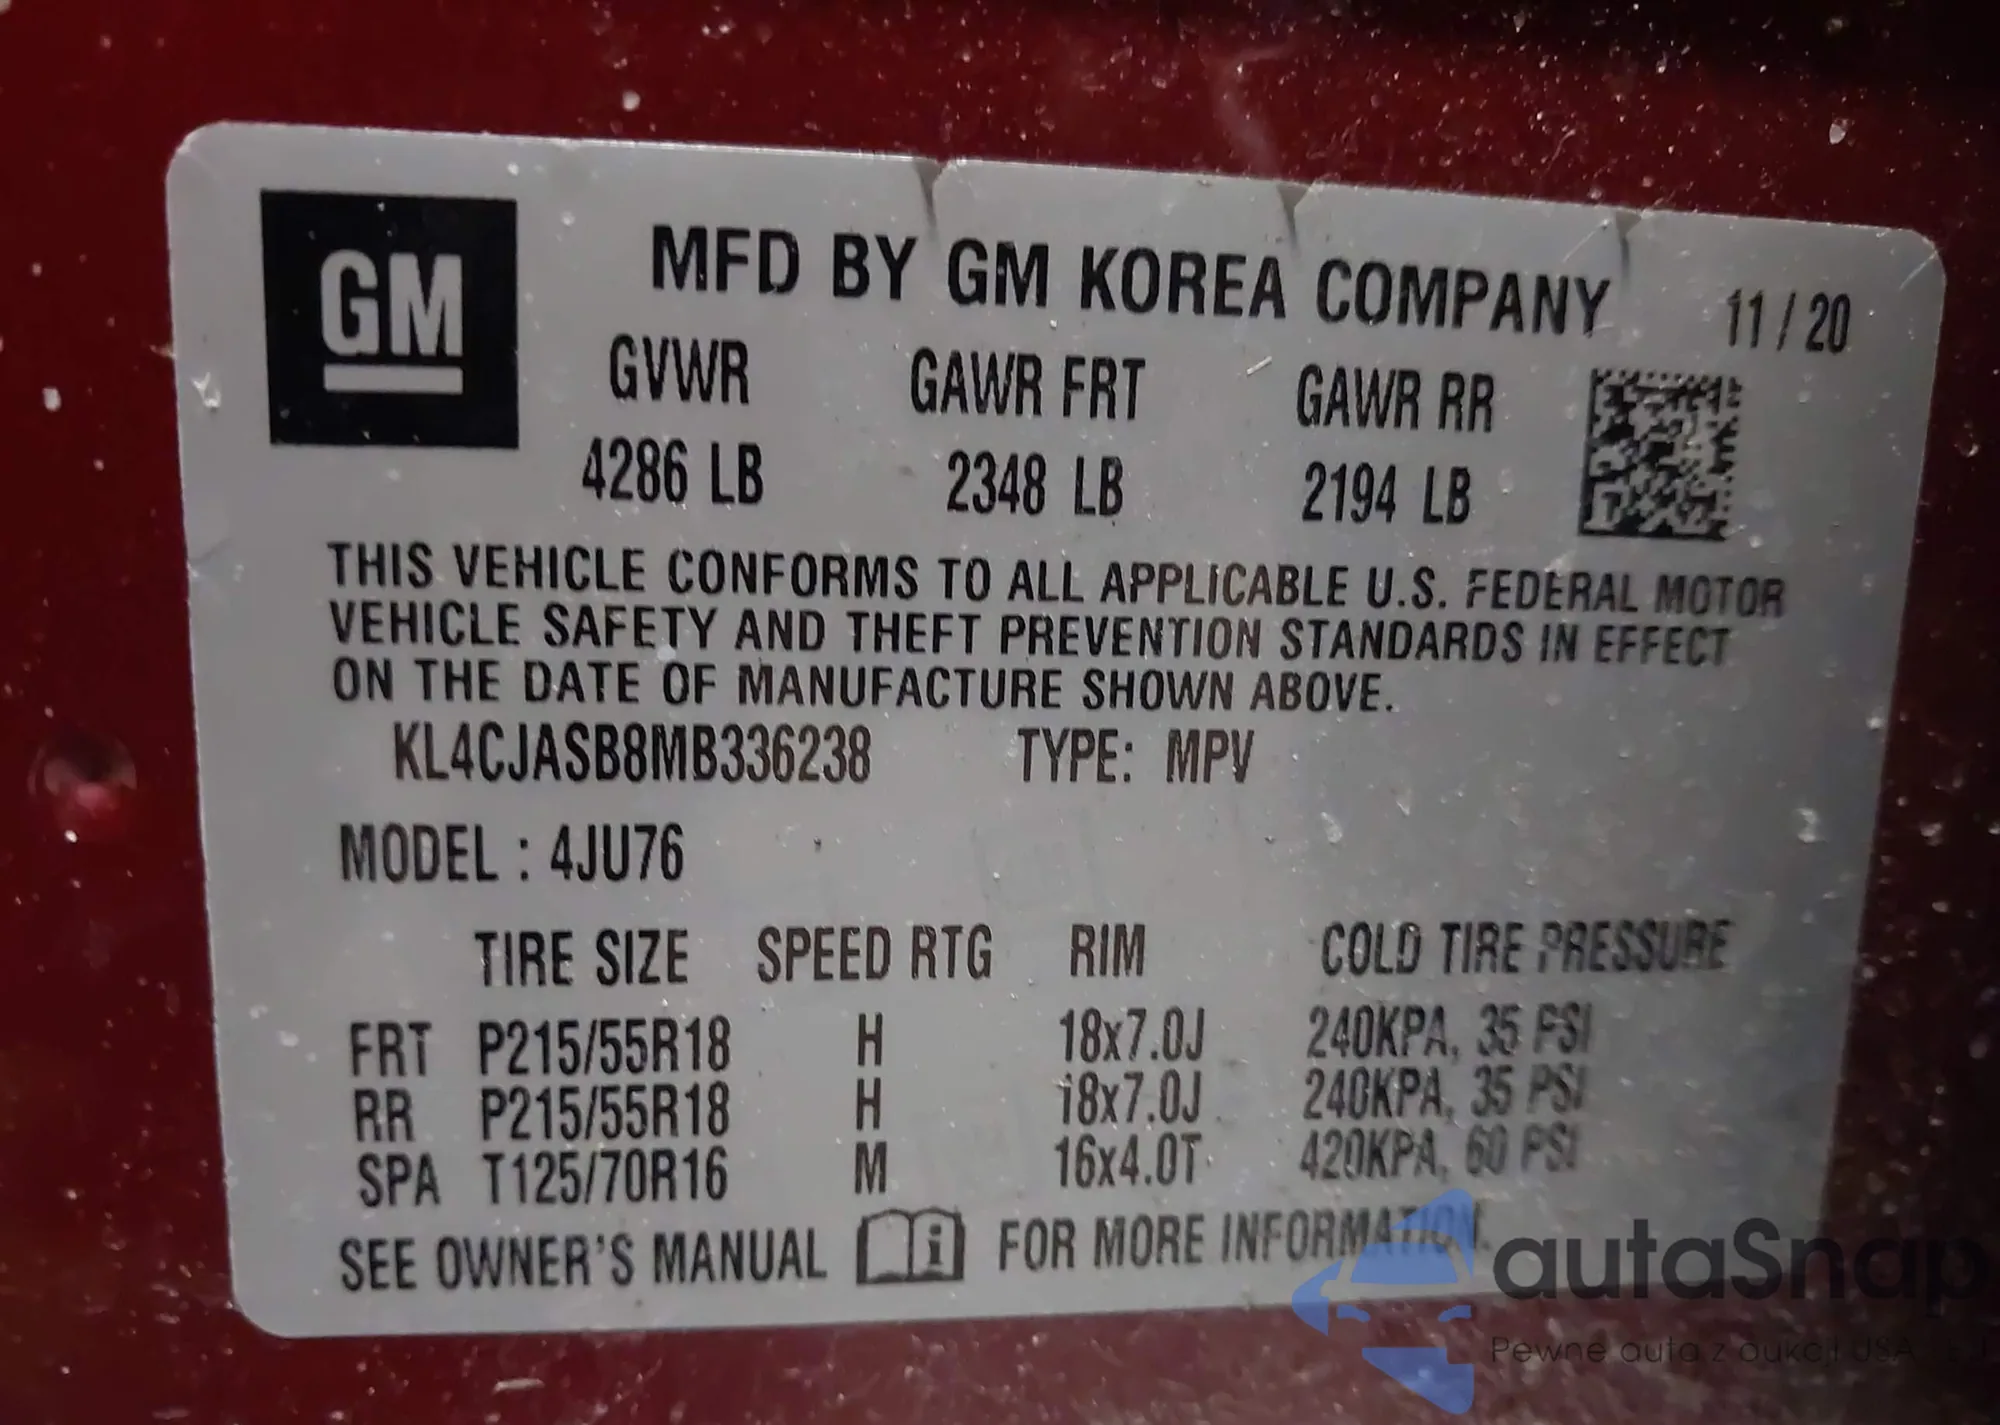 GM
MFD BY GM KOREA COMPANY 11 / 20
GVWR GAWR FRT GAWR RR
4286 LB 2348 LB 2194 LB
THIS VEHICLE CONFORMS TO ALL APPLICABLE U.S. FEDERAL MOTOR
VEHICLE SAFETY AND THEFT PREVENTION STANDARDS IN EFFECT
ON THE DATE OF MANUFACTURE SHOWN ABOVE.
KL4CJASB8MB336238 TYPE: MPV
MODEL : 4JU76
TIRE SIZE SPEED RTG RIM COLD TIRE PRESSURE
FRT P215/55R18 H 18x7.0J 240KPA, 35 PSI
RR P215/55R18 H 18x7.0J 240KPA, 35 PSI
SPA T125/70R16 M 16x4.0T 420KPA, 60 PSI
SEE OWNER'S MANUAL i FOR MORE INFORMATION.
autaSnap
Pewne auta z aukcji USA